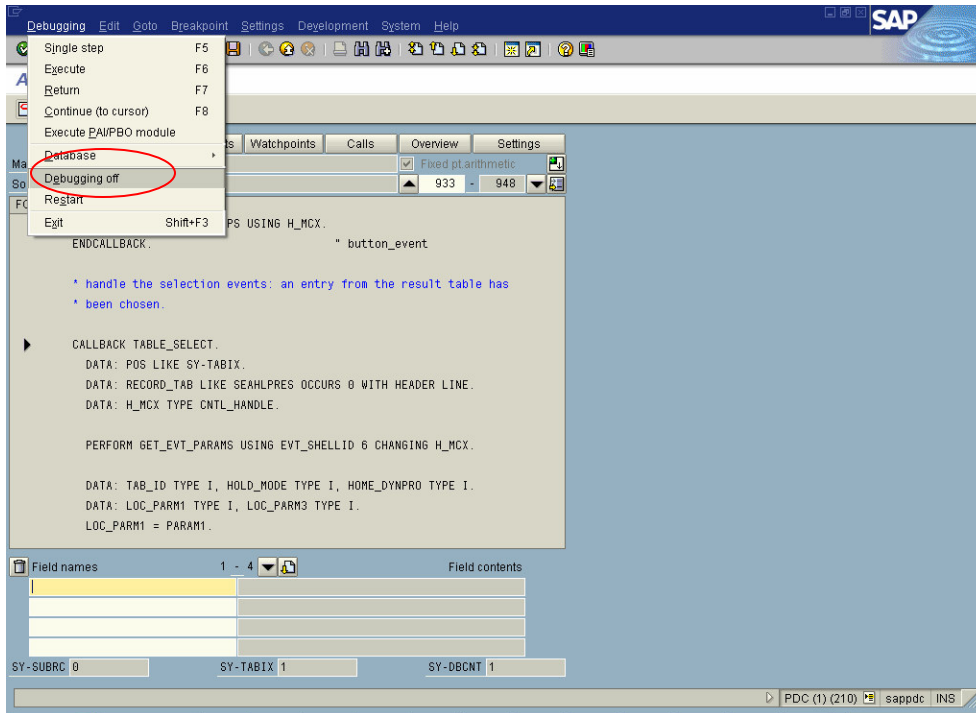 Debugging Edit Goto Breakpoint Settings Development System Help
SAP
Single step F5
Execute F6
Return F7
Continue (to cursor) F8
Execute PAI/PBO module
Database
Debugging off
Restart
Exit Shift+F3
A
ts Watchpoints Calls Overview Settings
Ma Fixed pt.arithmetic
So 933 - 948
FO
PS USING H_MCX.
ENDCALLBACK. " button_event
* handle the selection events: an entry from the result table has
* been chosen.
CALLBACK TABLE_SELECT.
DATA: POS LIKE SY-TABIX.
DATA: RECORD_TAB LIKE SEAHLPRES OCCURS 0 WITH HEADER LINE.
DATA: H_MCX TYPE CNTL_HANDLE.
PERFORM GET_EVT_PARAMS USING EVT_SHELLID 6 CHANGING H_MCX.
DATA: TAB_ID TYPE I, HOLD_MODE TYPE I, HOME_DYNPRO TYPE I.
DATA: LOC_PARM1 TYPE I, LOC_PARM3 TYPE I.
LOC_PARM1 = PARAM1.
Field names 1 - 4 Field contents
SY-SUBRC 0 SY-TABIX 1 SY-DBCNT 1
PDC (1) (210) sappdc INS